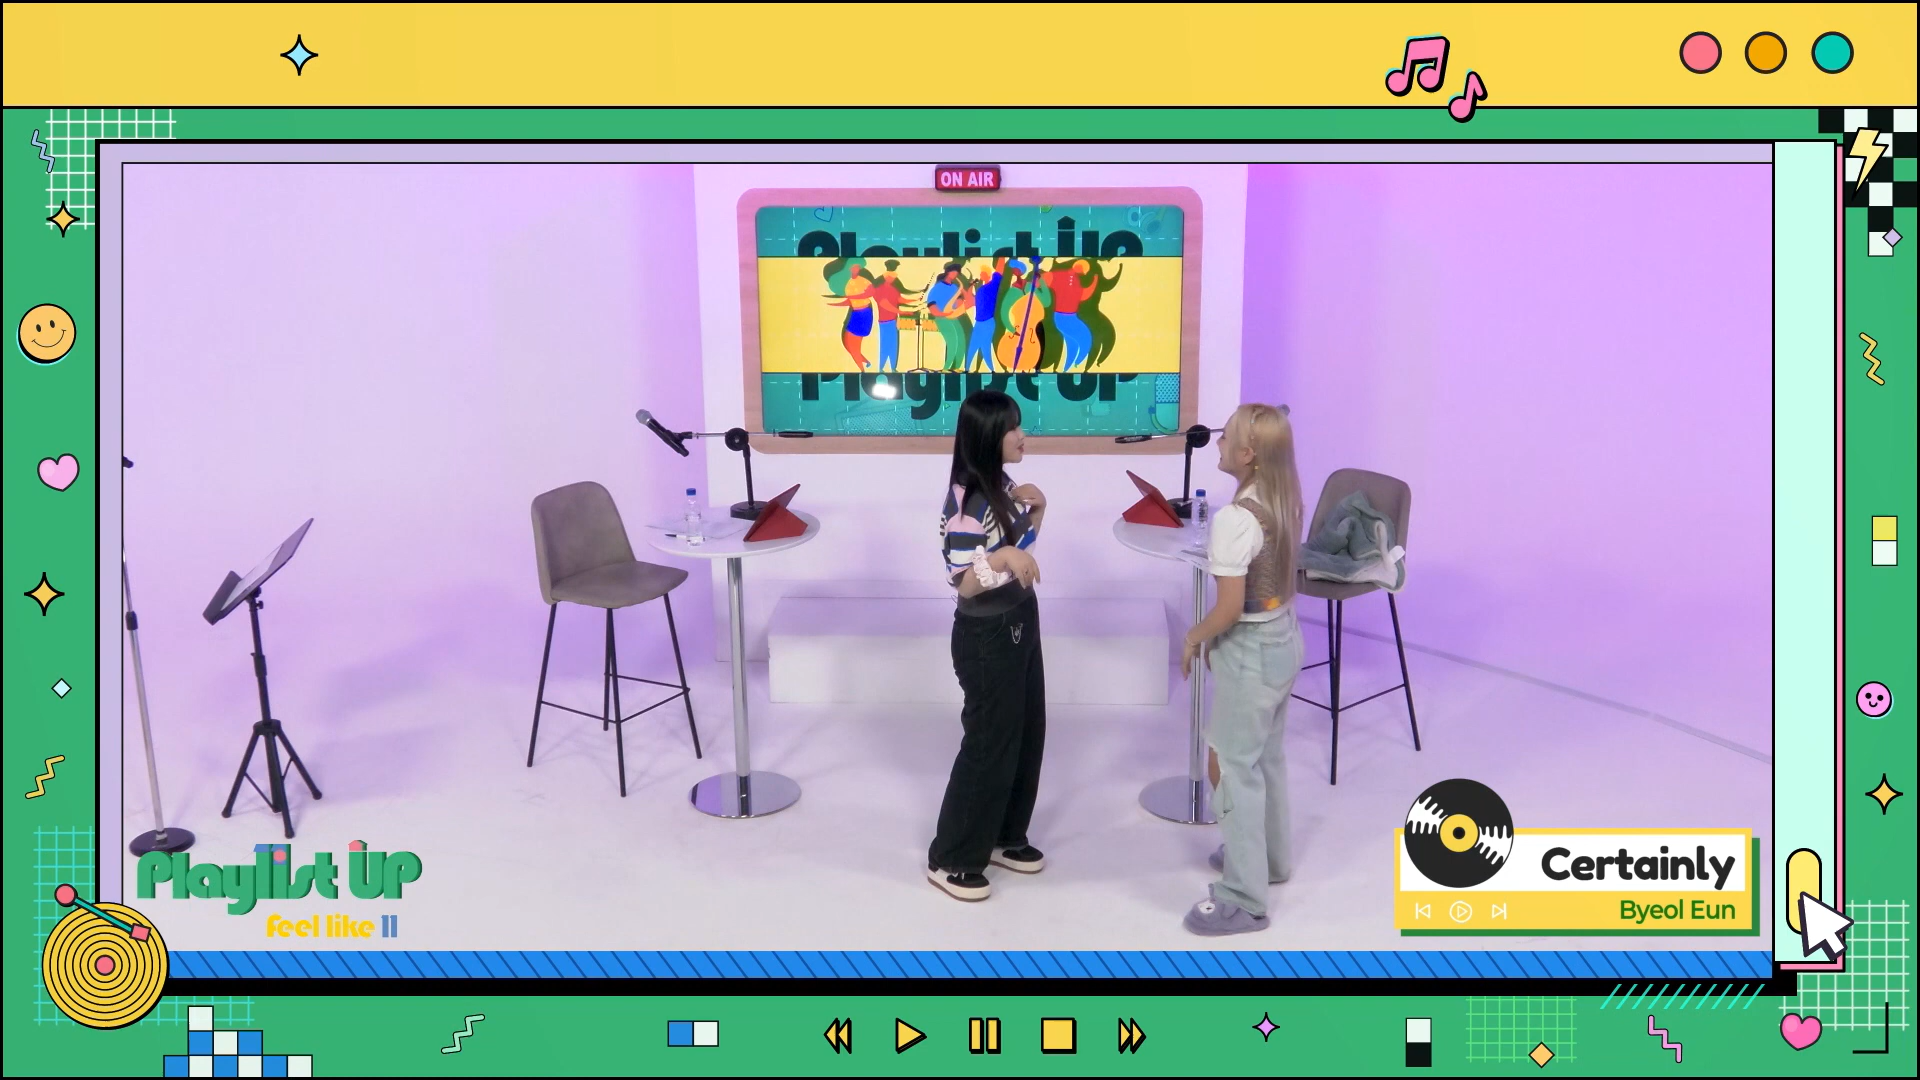 ON AIR
Playlist UP
Playlist UP
Playlist UP
feel like 11
Certainly
Byeol Eun